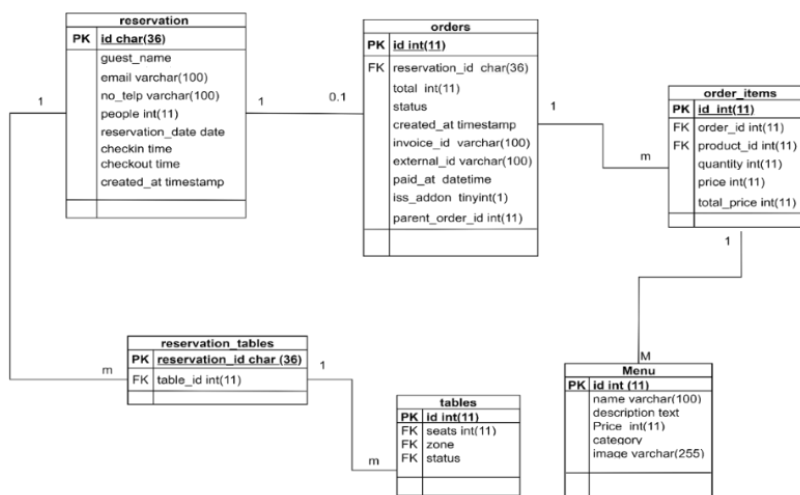 reservation
PK id char(36)
guest_name
email varchar(100)
no_telp varchar(100)
people int(11)
reservation_date date
checkin time
checkout time
created_at timestamp
1
1
0.1
orders
PK id int(11)
FK reservation_id char(36)
total int(11)
status
created_at timestamp
invoice_id varchar(100)
external_id varchar(100)
paid_at datetime
iss_addon tinyint(1)
parent_order_id int(11)
1
m
order_items
PK id int(11)
FK order_id int(11)
FK product_id int(11)
quantity int(11)
price int(11)
total_price int(11)
1
M
reservation_tables
PK reservation_id char (36)
FK table_id int(11)
m
1
m
tables
PK id int(11)
FK seats int(11)
FK zone
FK status
Menu
PK id int (11)
name varchar(100)
description text
Price int(11)
category
image varchar(255)